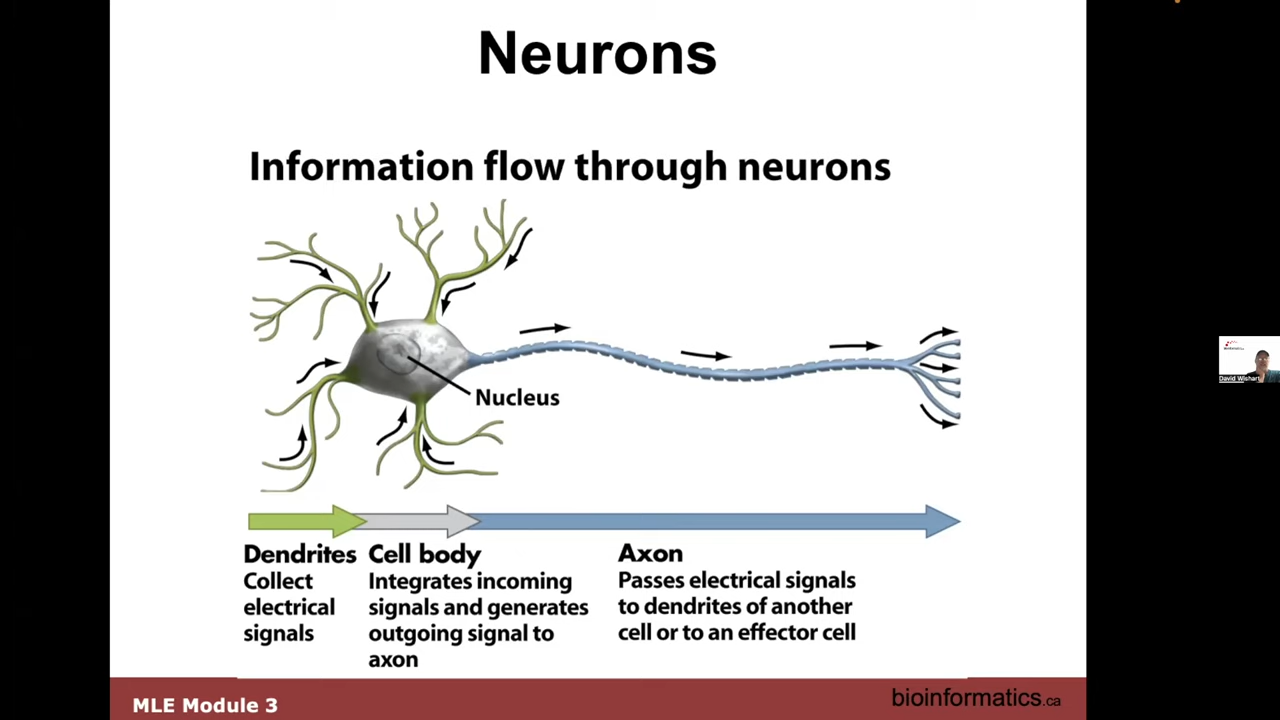 Neurons
Information flow through neurons
Nucleus
Dendrites
Collect
electrical
signals
Cell body
Integrates incoming
signals and generates
outgoing signal to
axon
Axon
Passes electrical signals
to dendrites of another
cell or to an effector cell
MLE Module 3
bioinformatics.ca
David Wishart